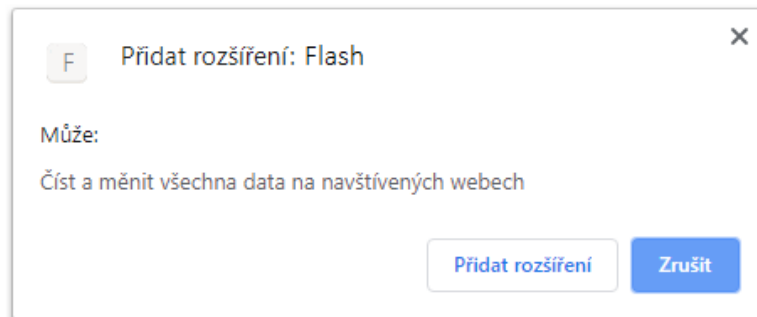 F
Přidat rozšíření: Flash
Může:
Číst a měnit všechna data na navštívených webech
Přidat rozšíření
Zrušit